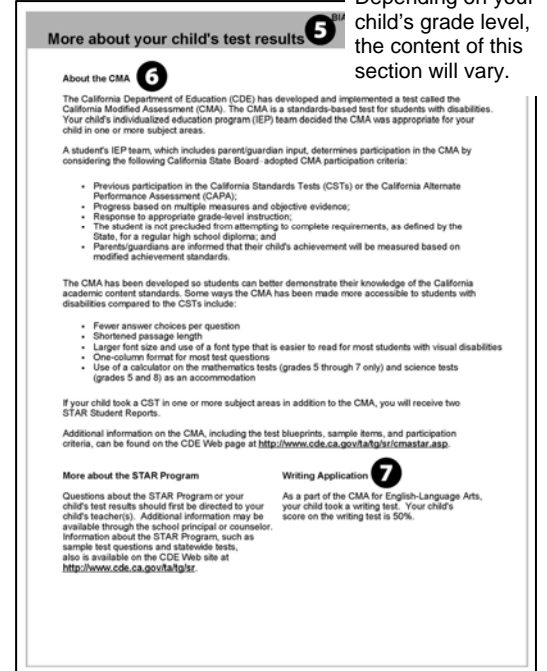 Depending on your
child's grade level,
the content of this
section will vary.
More about your child's test results 5
About the CMA 6
The California Department of Education (CDE) has developed and implemented a test called the
California Modified Assessment (CMA). The CMA is a standards-based test for students with disabilities.
Your child's individualized education program (IEP) team decided the CMA was appropriate for your
child in one or more subject areas.
A student's IEP team, which includes parent/guardian input, determines participation in the CMA by
considering the following California State Board- adopted CMA participation criteria:
• Previous participation in the California Standards Tests (CSTs) or the California Alternate
Performance Assessment (CAPA);
• Progress based on multiple measures and objective evidence;
• Response to appropriate grade-level instruction;
• The student is not precluded from attempting to complete requirements, as defined by the
State, for a regular high school diploma; and
• Parents/guardians are informed that their child's achievement will be measured based on
modified achievement standards.
The CMA has been developed so students can better demonstrate their knowledge of the California
academic content standards. Some ways the CMA has been made more accessible to students with
disabilities compared to the CSTs include:
• Fewer answer choices per question
• Shortened passage length
• Larger font size and use of a font type that is easier to read for most students with visual disabilities
• One-column format for most test questions
• Use of a calculator on the mathematics tests (grades 5 through 7 only) and science tests
(grades 5 and 8) as an accommodation
If your child took a CST in one or more subject areas in addition to the CMA, you will receive two
STAR Student Reports.
Additional information on the CMA, including the test blueprints, sample items, and participation
criteria, can be found on the CDE Web page at http://www.cde.ca.gov/ta/tg/sr/cmastar.asp.
More about the STAR Program
Questions about the STAR Program or your
child's test results should first be directed to your
child's teacher(s). Additional information may be
available through the school principal or counselor.
Information about the STAR Program, such as
sample test questions and statewide tests,
also is available on the CDE Web site at
http://www.cde.ca.gov/ta/tg/sr.
Writing Application 7
As a part of the CMA for English-Language Arts,
your child took a writing test. Your child's
score on the writing test is 50%.